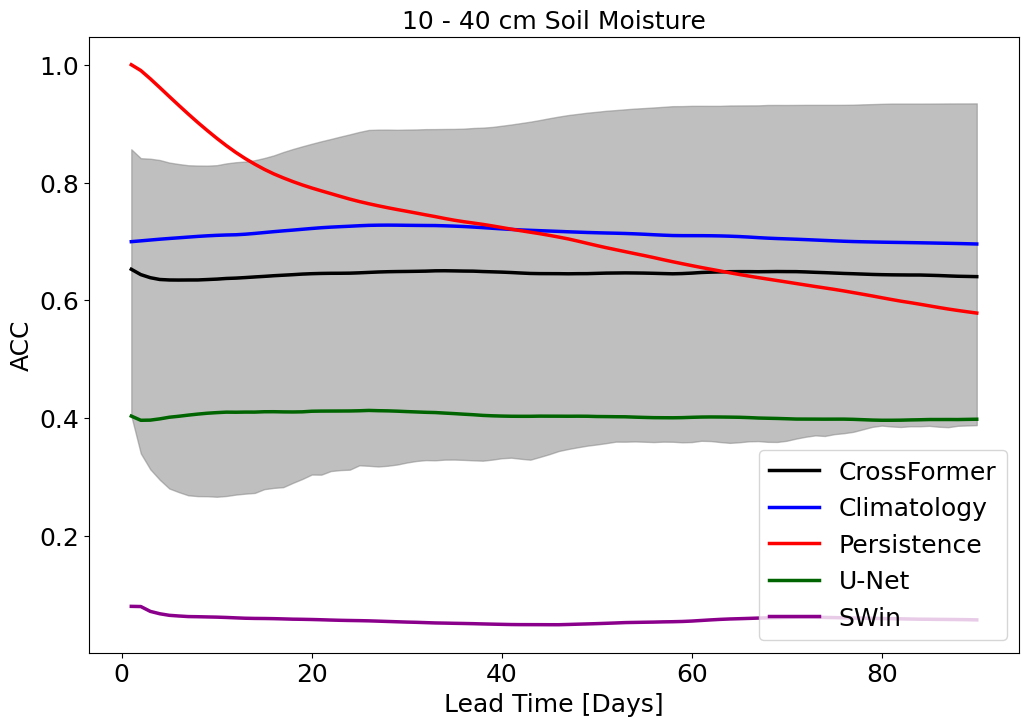 10 - 40 cm Soil Moisture
ACC
1.0
0.8
0.6
0.4
0.2
0
20
40
60
80
Lead Time [Days]
CrossFormer
Climatology
Persistence
U-Net
SWin